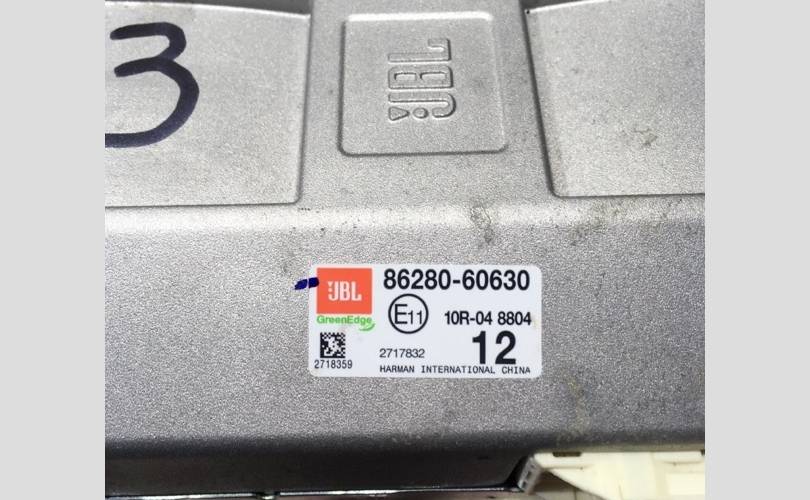 3
JBL
JBL 86280-60630
GreenEdge E11 10R-04 8804
2718359 2717832 12
HARMAN INTERNATIONAL CHINA